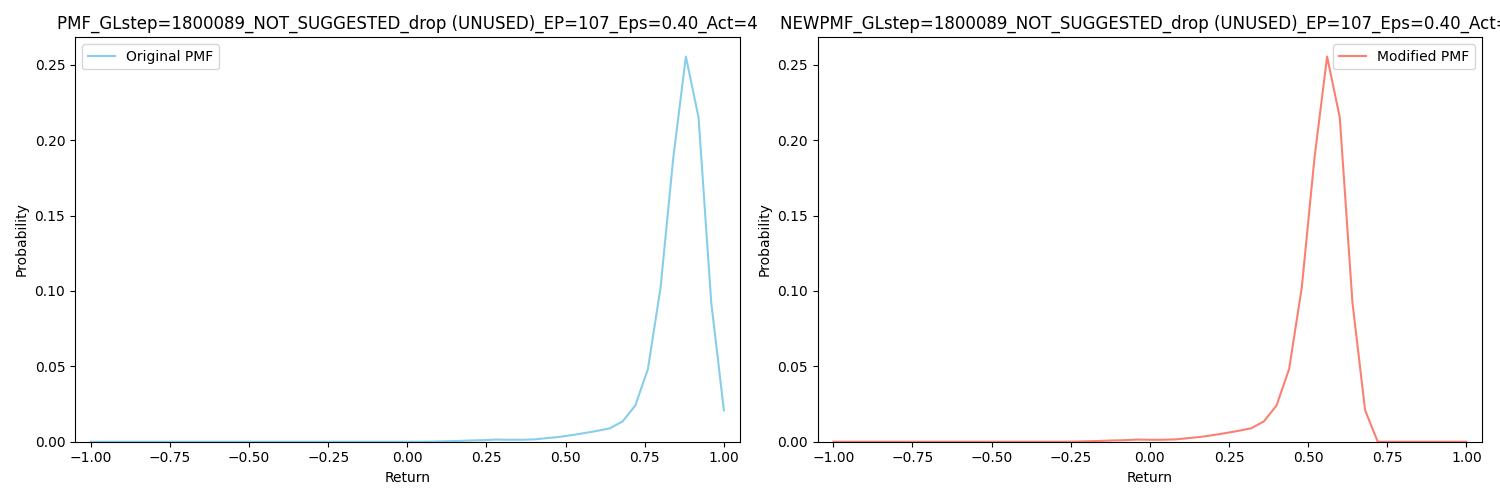 PMF_GLstep=1800089_NOT_SUGGESTED_drop (UNUSED)_EP=107_Eps=0.40_Act=4
Original PMF
0.25
0.20
0.15
0.10
0.05
0.00
Probability
−1.00 −0.75 −0.50 −0.25 0.00 0.25 0.50 0.75 1.00
Return
NEWPMF_GLstep=1800089_NOT_SUGGESTED_drop (UNUSED)_EP=107_Eps=0.40_Act=
Modified PMF
0.25
0.20
0.15
0.10
0.05
0.00
Probability
−1.00 −0.75 −0.50 −0.25 0.00 0.25 0.50 0.75 1.00
Return